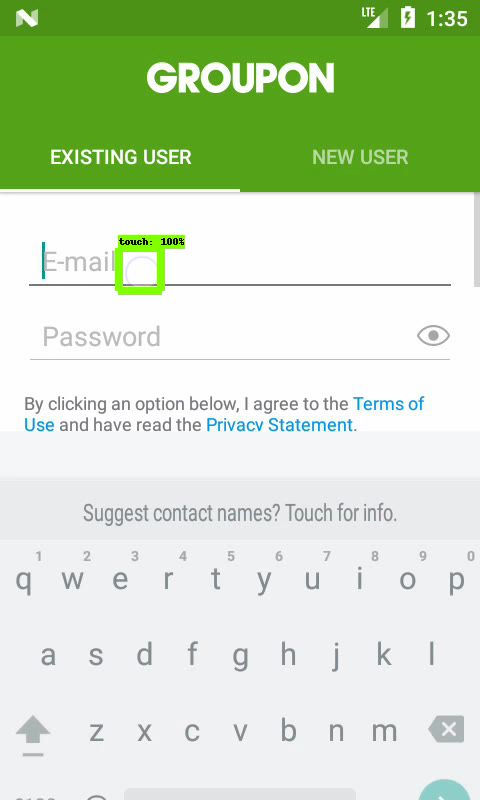 LTE 1:35
GROUPON
EXISTING USER NEW USER
touch: 100%
E-mail
Password
By clicking an option below, I agree to the Terms of
Use and have read the Privacy Statement.
Suggest contact names? Touch for info.
1 2 3 4 5 6 7 8 9 0
q w e r t y u i o p
a s d f g h j k l
z x c v b n m